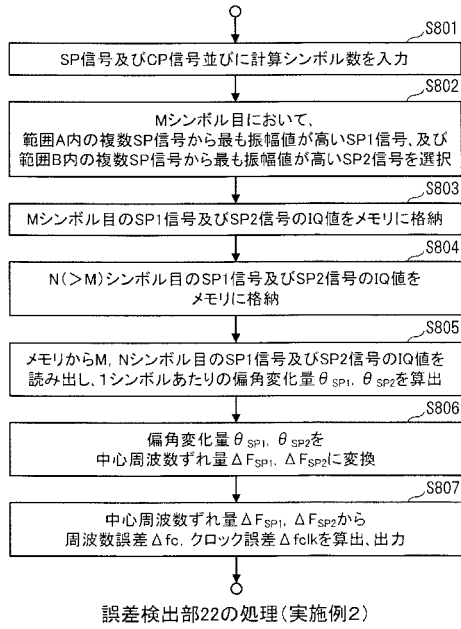 S801
SP信号及びCP信号並びに計算シンボル数を入力
S802
Mシンボル目において、
範囲A内の複数SP信号から最も振幅値が高いSP1信号、及び
範囲B内の複数SP信号から最も振幅値が高いSP2信号を選択
S803
Mシンボル目のSP1信号及びSP2信号のIQ値をメモリに格納
S804
N(>M)シンボル目のSP1信号及びSP2信号のIQ値を
メモリに格納
S805
メモリからM, Nシンボル目のSP1信号及びSP2信号のIQ値を
読み出し、1シンボルあたりの偏角変化量θSP1, θSP2を算出
S806
偏角変化量θSP1, θSP2を
中心周波数ずれ量ΔFSP1, ΔFSP2に変換
S807
中心周波数ずれ量ΔFSP1, ΔFSP2から
周波数誤差Δfc, クロック誤差Δfclkを算出、出力
誤差検出部22の処理(実施例2)